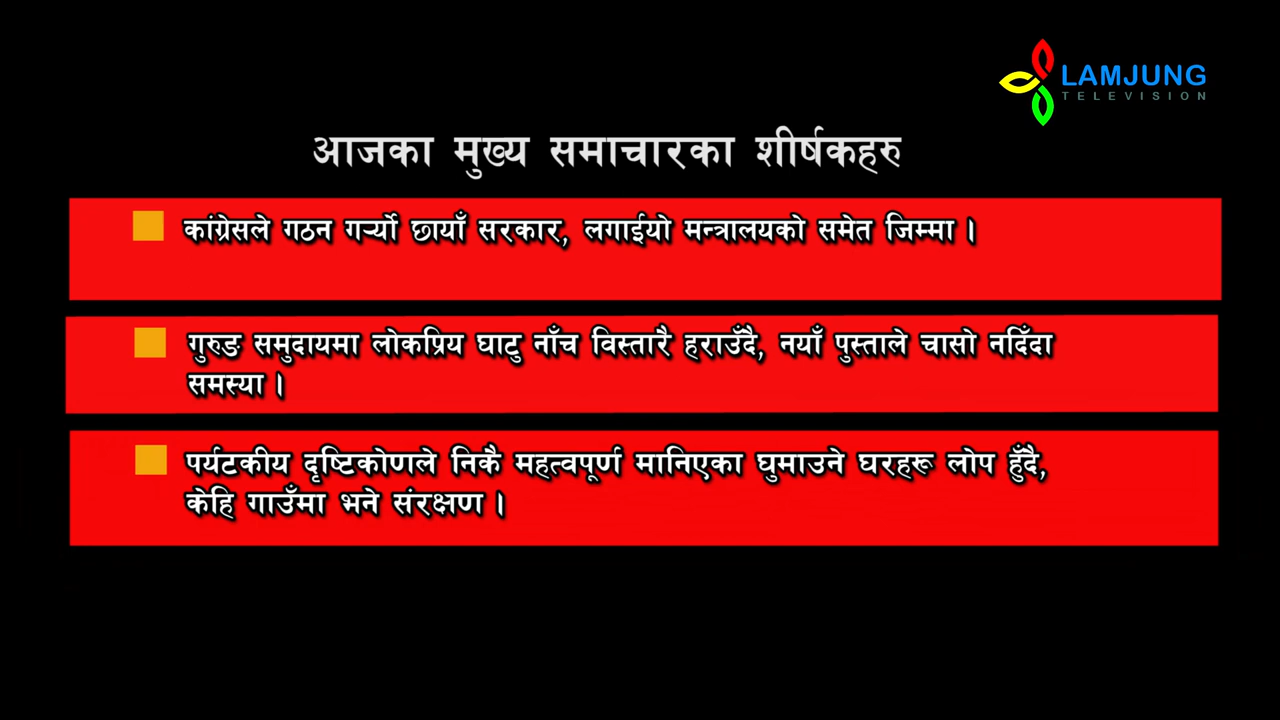 LAMJUNG
TELEVISION
आजका मुख्य समाचारका शीर्षकहरु
कांग्रेसले गठन गर्‍यो छायाँ सरकार, लगाईयो मन्त्रालयको समेत जिम्मा ।
गुरुङ समुदायमा लोकप्रिय घाटु नाँच विस्तारै हराउँदै, नयाँ पुस्ताले चासो नदिँदा
समस्या ।
पर्यटकीय दृष्टिकोणले निकै महत्वपूर्ण मानिएका घुमाउने घरहरू लोप हुँदै,
केहि गाउँमा भने संरक्षण ।